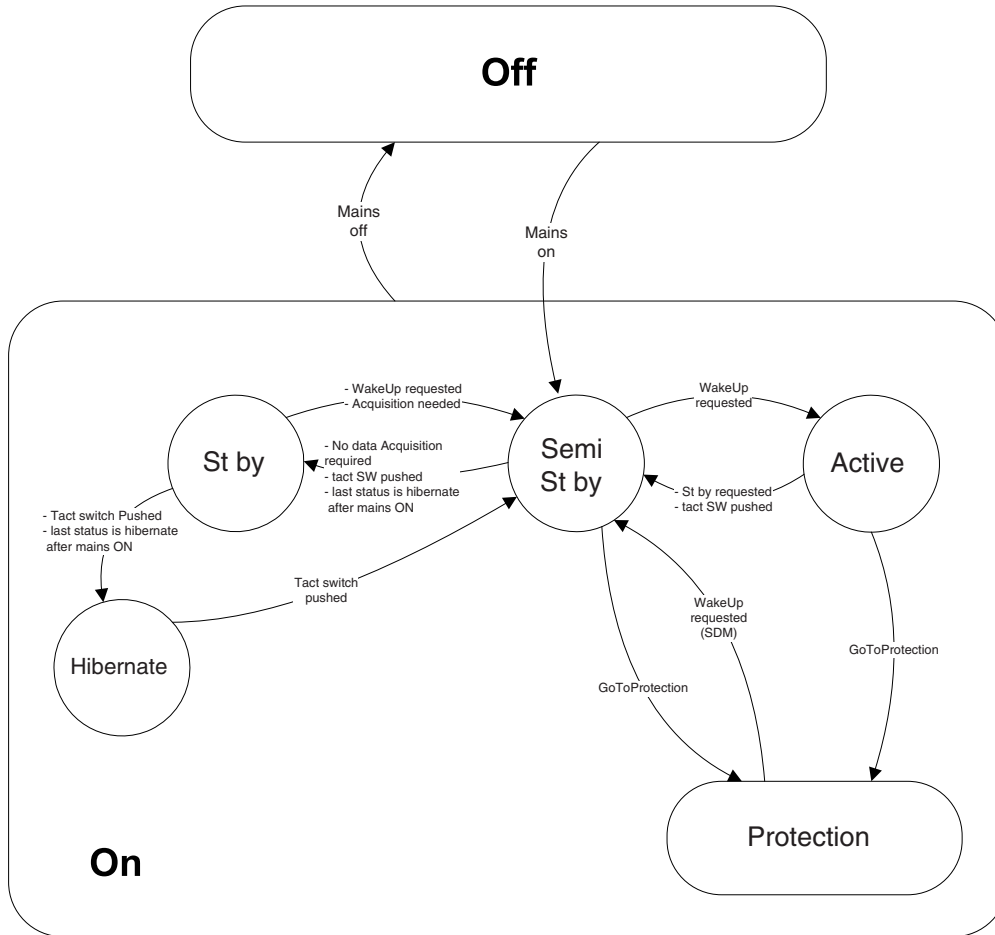 Off
Mains
off
Mains
on
- WakeUp requested
- Acquisition needed
WakeUp
requested
St by
- No data Acquisition
required
- tact SW pushed
- last status is hibernate
after mains ON
Semi
St by
Active
- St by requested
- tact SW pushed
- Tact switch Pushed
- last status is hibernate
after mains ON
Tact switch
pushed
WakeUp
requested
(SDM)
Hibernate
GoToProtection
GoToProtection
Protection
On